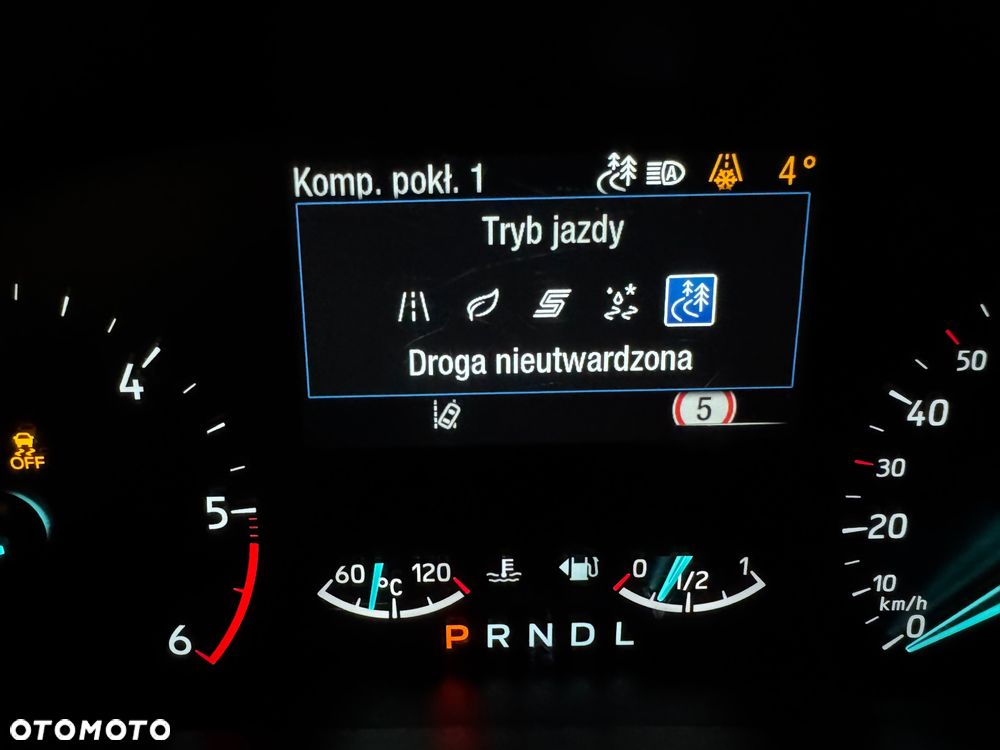 Komp. pokł. 1
A
4°
Tryb jazdy
S
Droga nieutwardzona
5
4
OFF
5
6
50
40
30
20
10
km/h
0
60
°C
120
0
1/2
1
P R N D L
OTOMOTO